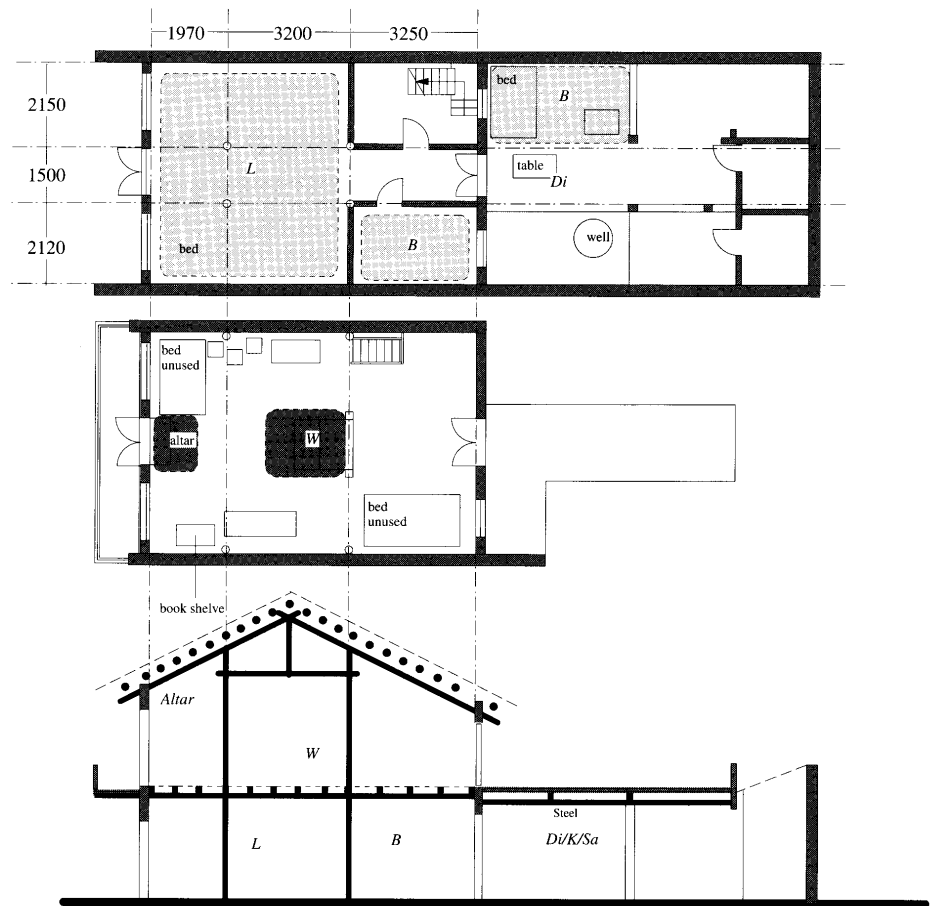 1970 3200 3250
2150
1500
2120
bed
B
L
table
Di
bed
B
well
bed
unused
altar
W
bed
unused
book shelve
Altar
W
Steel
L
B
Di/K/Sa